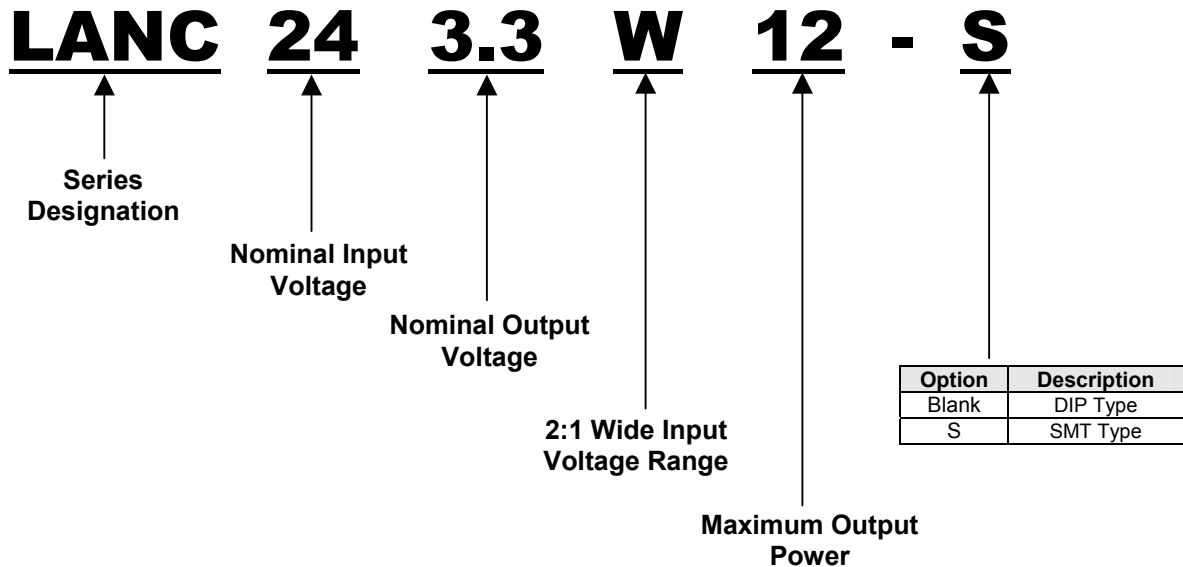 LANC 24 3.3 W 12 - S
Series
Designation
Nominal Input
Voltage
Nominal Output
Voltage
2:1 Wide Input
Voltage Range
Maximum Output
Power
Option Description
Blank DIP Type
S SMT Type